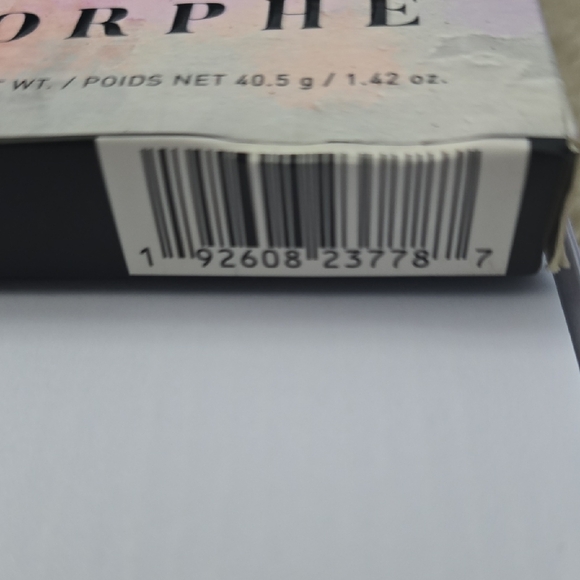 ORPHE
WT. / POIDS NET 40.5 g / 1.42 oz.
1 92608 23778 7